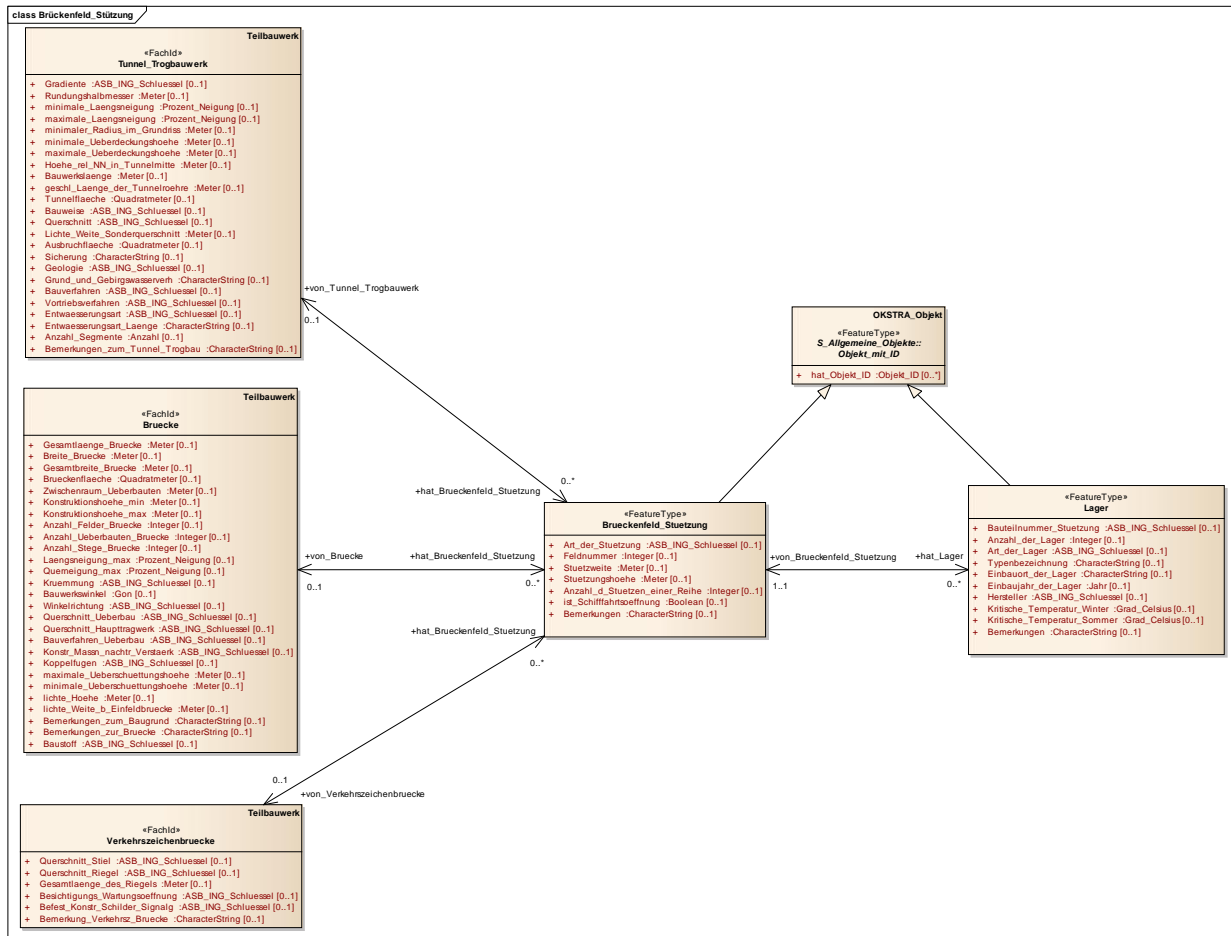 class Brückenfeld_Stützung
Teilbauwerk
«FachId»
Tunnel_Trogbauwerk
+ Gradiente :ASB_ING_Schluessel [0..1]
+ Rundungshalbmesser :Meter [0..1]
+ minimale_Laengsneigung :Prozent_Neigung [0..1]
+ maximale_Laengsneigung :Prozent_Neigung [0..1]
+ minimaler_Radius_im_Grundriss :Meter [0..1]
+ minimale_Ueberdeckungshoehe :Meter [0..1]
+ maximale_Ueberdeckungshoehe :Meter [0..1]
+ Hoehe_rel_NN_in_Tunnelmitte :Meter [0..1]
+ Bauwerkslaenge :Meter [0..1]
+ geschl_Laenge_der_Tunnelroehre :Meter [0..1]
+ Tunnelflaeche :Quadratmeter [0..1]
+ Bauweise :ASB_ING_Schluessel [0..1]
+ Querschnitt :ASB_ING_Schluessel [0..1]
+ Lichte_Weite_Sonderquerschnitt :Meter [0..1]
+ Ausbruchflaeche :Quadratmeter [0..1]
+ Sicherung :CharacterString [0..1]
+ Geologie :ASB_ING_Schluessel [0..1]
+ Grund_und_Gebirgswasserverh :CharacterString [0..1]
+ Bauverfahren :ASB_ING_Schluessel [0..1]
+ Vortriebsverfahren :ASB_ING_Schluessel [0..1]
+ Entwaesserungsart :ASB_ING_Schluessel [0..1]
+ Entwaesserungsart_Laenge :CharacterString [0..1]
+ Anzahl_Segmente :Anzahl [0..1]
+ Bemerkungen_zum_Tunnel_Trogbau :CharacterString [0..1]
+von_Tunnel_Trogbauwerk
0..1
OKSTRA_Objekt
«FeatureType»
S_Allgemeine_Objekte::
Objekt_mit_ID
+ hat_Objekt_ID :Objekt_ID [0..*]
Teilbauwerk
«FachId»
Bruecke
+ Gesamtlaenge_Bruecke :Meter [0..1]
+ Breite_Bruecke :Meter [0..1]
+ Gesamtbreite_Bruecke :Meter [0..1]
+ Brueckenflaeche :Quadratmeter [0..1]
+ Zwischenraum_Ueberbauten :Meter [0..1]
+ Konstruktionshoehe_min :Meter [0..1]
+ Konstruktionshoehe_max :Meter [0..1]
+ Anzahl_Felder_Bruecke :Integer [0..1]
+ Anzahl_Ueberbauten_Bruecke :Integer [0..1]
+ Anzahl_Stege_Bruecke :Integer [0..1]
+ Laengsneigung_max :Prozent_Neigung [0..1]
+ Querneigung_max :Prozent_Neigung [0..1]
+ Kruemmung :ASB_ING_Schluessel [0..1]
+ Bauwerkswinkel :Gon [0..1]
+ Winkelrichtung :ASB_ING_Schluessel [0..1]
+ Querschnitt_Ueberbau :ASB_ING_Schluessel [0..1]
+ Querschnitt_Haupttragwerk :ASB_ING_Schluessel [0..1]
+ Bauverfahren_Ueberbau :ASB_ING_Schluessel [0..1]
+ Konstr_Massn_nachtr_Verstaerk :ASB_ING_Schluessel [0..1]
+ Koppelfugen :ASB_ING_Schluessel [0..1]
+ maximale_Ueberschuettungshoehe :Meter [0..1]
+ minimale_Ueberschuettungshoehe :Meter [0..1]
+ lichte_Hoehe :Meter [0..1]
+ lichte_Weite_b_Einfeldbruecke :Meter [0..1]
+ Bemerkungen_zum_Baugrund :CharacterString [0..1]
+ Bemerkungen_zur_Bruecke :CharacterString [0..1]
+ Baustoff :ASB_ING_Schluessel [0..1]
0..*
+hat_Brueckenfeld_Stuetzung
+von_Bruecke
0..1
+hat_Brueckenfeld_Stuetzung
0..*
+hat_Brueckenfeld_Stuetzung
0..*
«FeatureType»
Brueckenfeld_Stuetzung
+ Art_der_Stuetzung :ASB_ING_Schluessel [0..1]
+ Feldnummer :Integer [0..1]
+ Stuetzweite :Meter [0..1]
+ Stuetzungshoehe :Meter [0..1]
+ Anzahl_d_Stuetzen_einer_Reihe :Integer [0..1]
+ ist_Schifffahrtsoeffnung :Boolean [0..1]
+ Bemerkungen :CharacterString [0..1]
+von_Brueckenfeld_Stuetzung
1..1
+hat_Lager
0..*
«FeatureType»
Lager
+ Bauteilnummer_Stuetzung :ASB_ING_Schluessel [0..1]
+ Anzahl_der_Lager :Integer [0..1]
+ Art_der_Lager :ASB_ING_Schluessel [0..1]
+ Typenbezeichnung :CharacterString [0..1]
+ Einbauort_der_Lager :CharacterString [0..1]
+ Einbaujahr_der_Lager :Jahr [0..1]
+ Hersteller :ASB_ING_Schluessel [0..1]
+ Kritische_Temperatur_Winter :Grad_Celsius [0..1]
+ Kritische_Temperatur_Sommer :Grad_Celsius [0..1]
+ Bemerkungen :CharacterString [0..1]
0..1
+von_Verkehrszeichenbruecke
Teilbauwerk
«FachId»
Verkehrszeichenbruecke
+ Querschnitt_Stiel :ASB_ING_Schluessel [0..1]
+ Querschnitt_Riegel :ASB_ING_Schluessel [0..1]
+ Gesamtlaenge_des_Riegels :Meter [0..1]
+ Besichtigungs_Wartungsoeffnung :ASB_ING_Schluessel [0..1]
+ Befest_Konstr_Schilder_Signalg :ASB_ING_Schluessel [0..1]
+ Bemerkung_Verkehrsz_Bruecke :CharacterString [0..1]